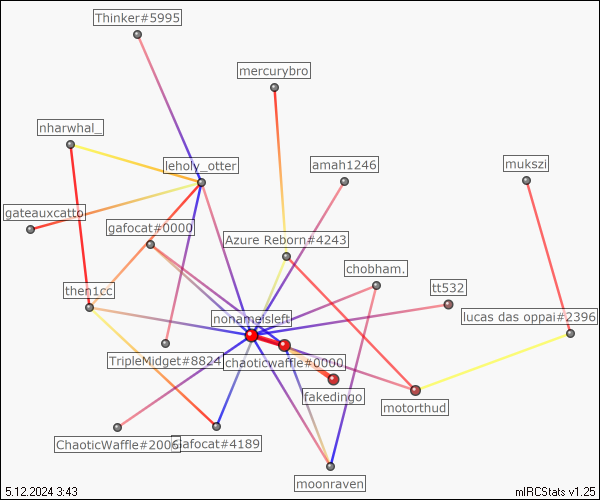 Thinker#5995
mercurybro
nharwhal_
leholy_otter
amah1246
mukszi
gateauxcatto
gafocat#0000
Azure Reborn#4243
chobham.
then1cc
tt532
nonameisleft
lucas das oppai#2396
TripleMidget#8824
chaoticwaffle#0000
fakedingo
motorthud
ChaoticWaffle#2006
Gafocat#4189
moonraven
5.12.2024 3:43
mIRCStats v1.25